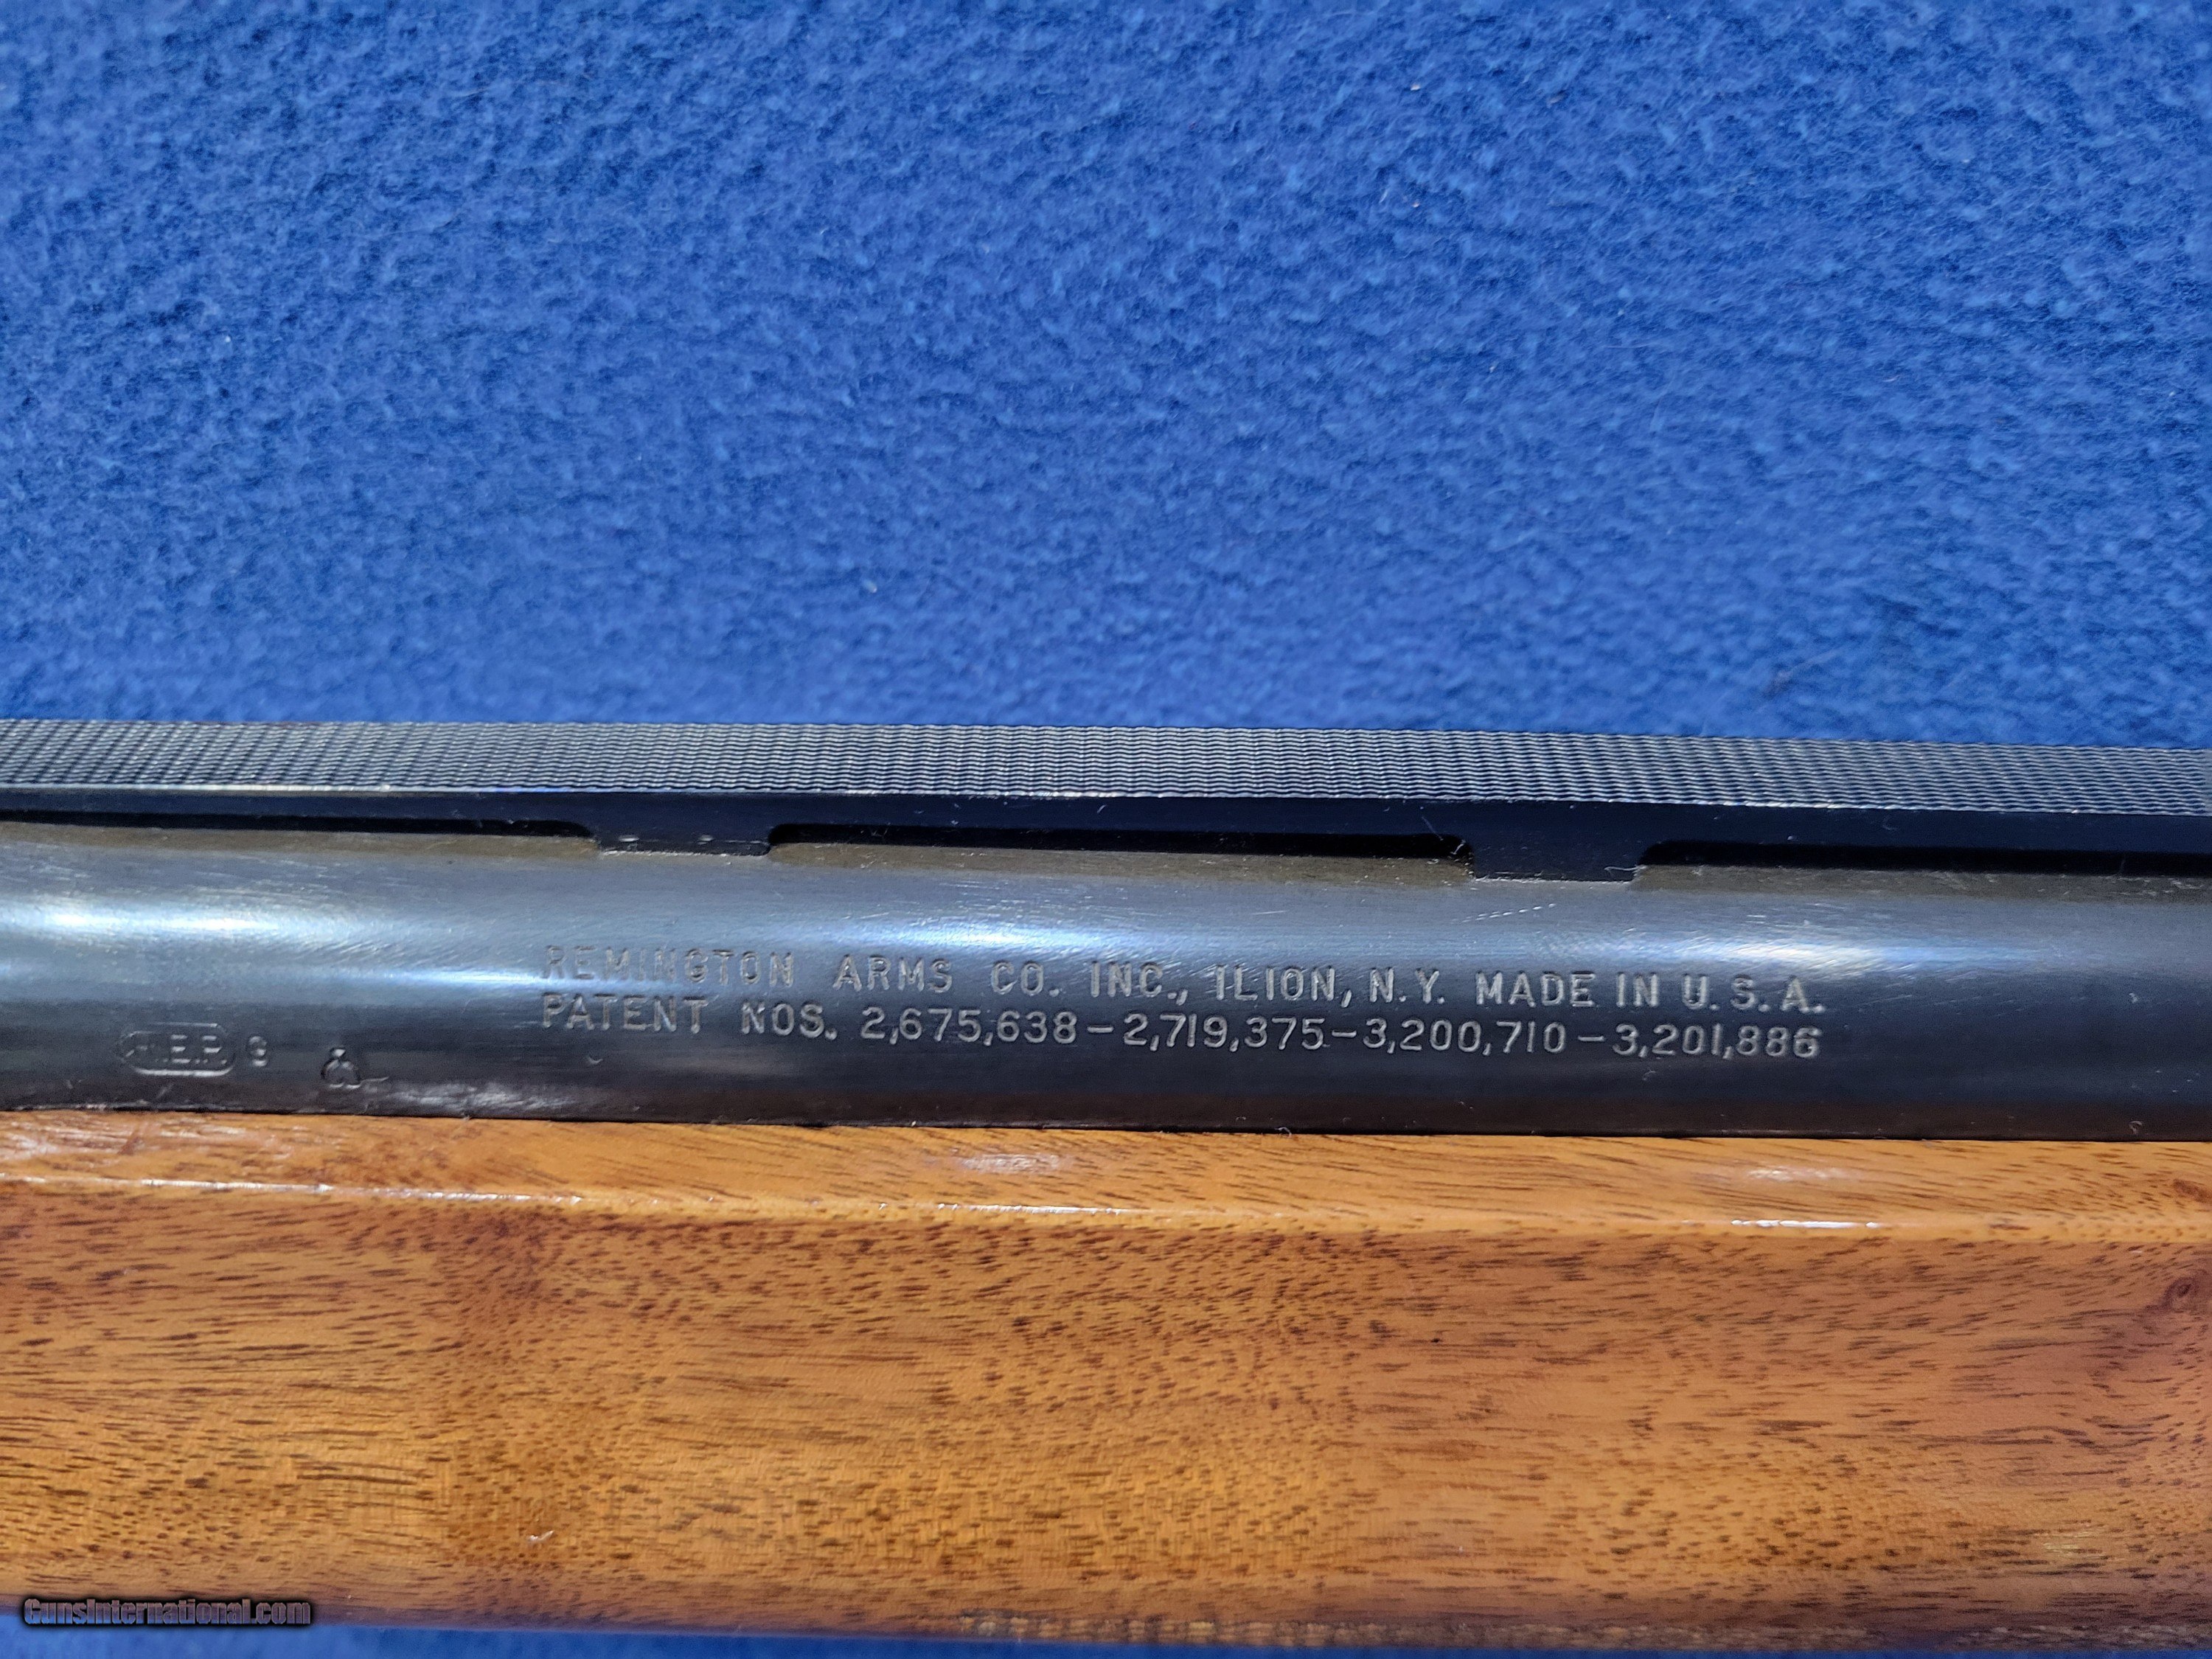 REMINGTON ARMS CO. INC., ILION, N.Y. MADE IN U.S.A.
PATENT NOS. 2,675,638-2,719,375-3,200,710-3,201,886
R.E.P. 9
GunsInternational.com